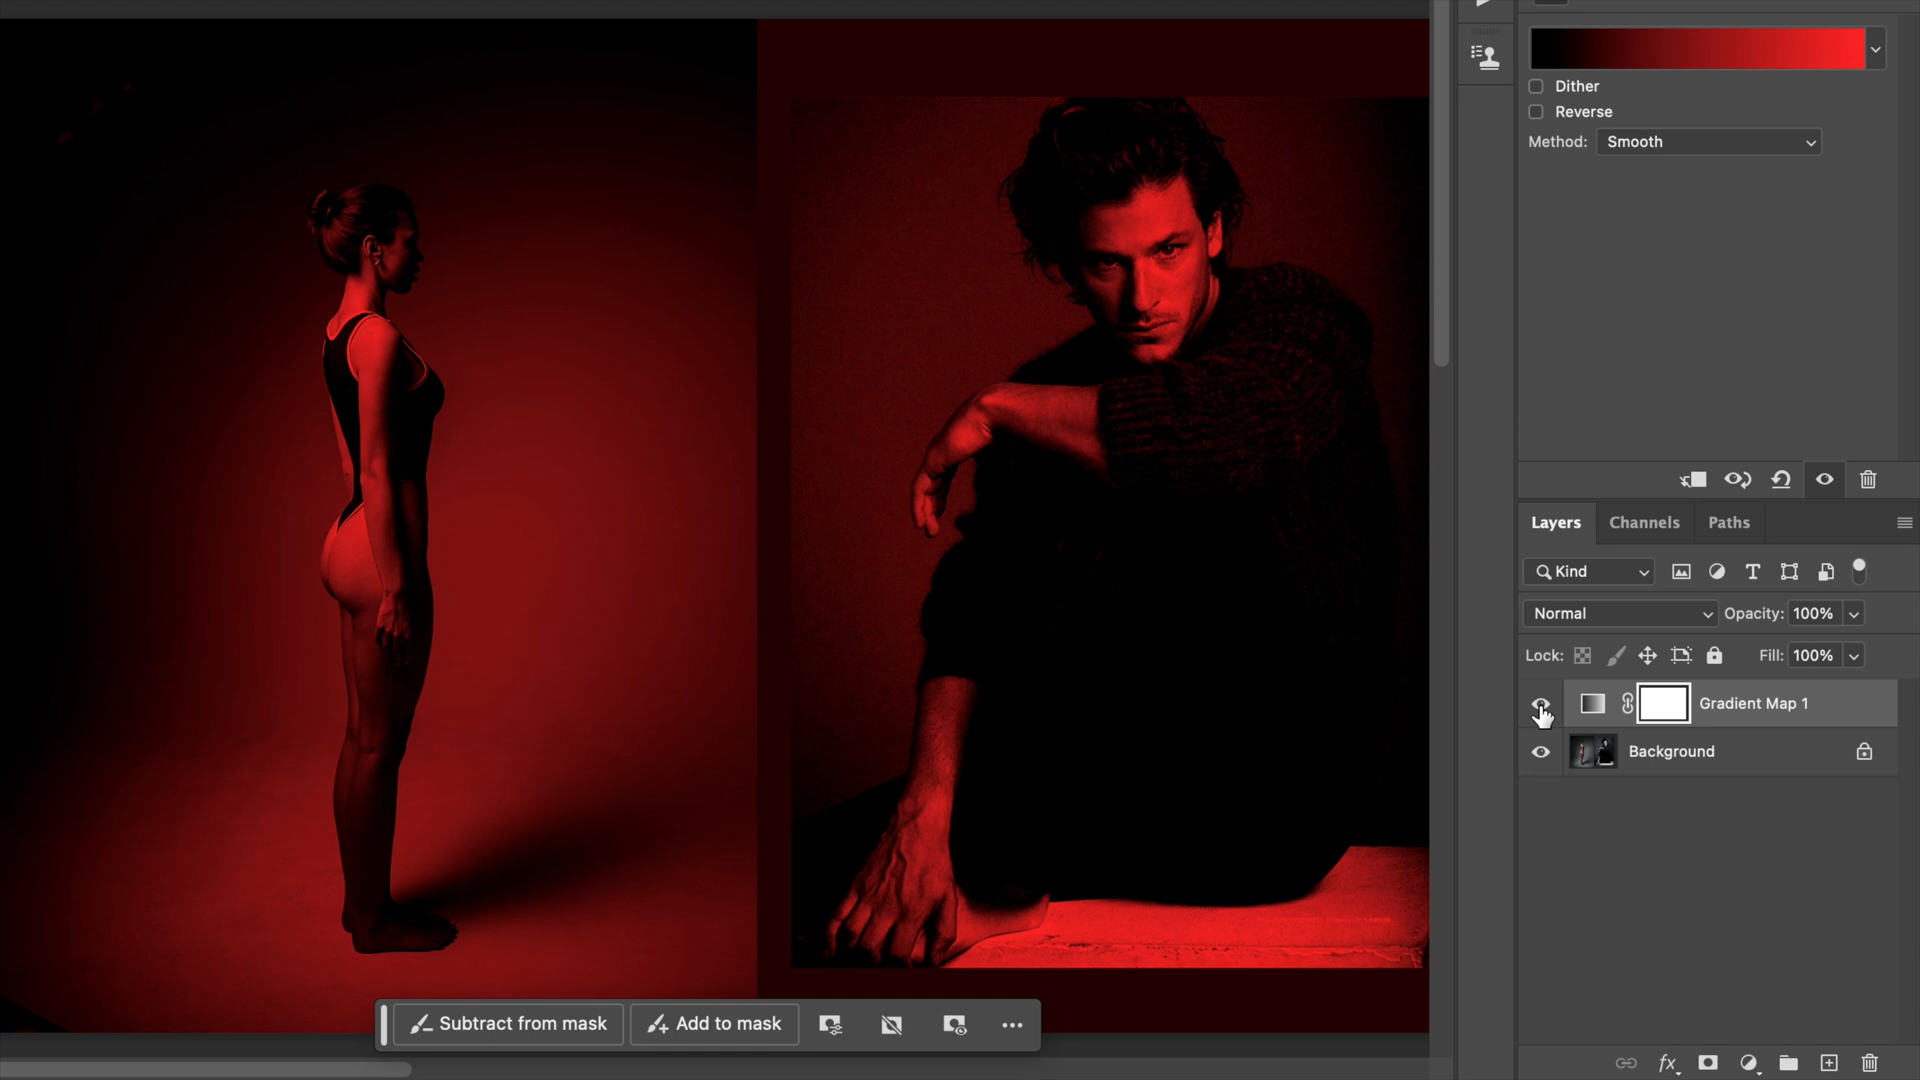 Dither
Reverse
Method: Smooth
Layers Channels Paths
Kind
Normal Opacity: 100%
Lock: Fill: 100%
Gradient Map 1
Background
Subtract from mask Add to mask
fx